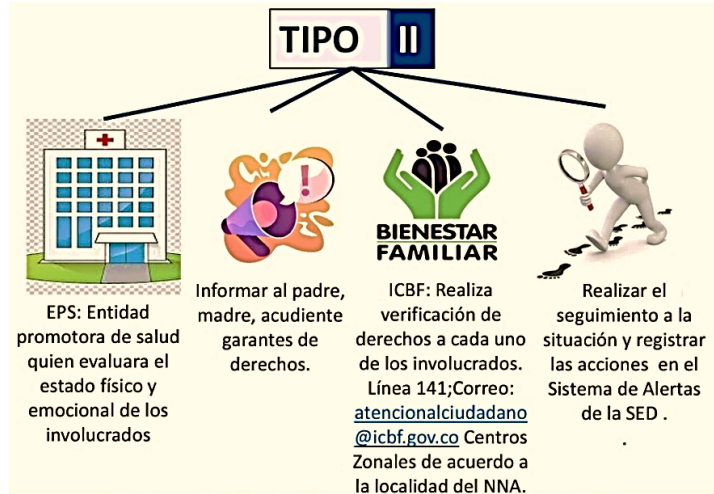 TIPO II
EPS: Entidad
promotora de salud
quien evaluara el
estado físico y
emocional de los
involucrados
Informar al padre,
madre, acudiente
garantes de
derechos.
BIENESTAR
FAMILIAR
ICBF: Realiza
verificación de
derechos a cada uno
de los involucrados.
Línea 141;Correo:
atencionalciudadano
@icbf.gov.co Centros
Zonales de acuerdo a
la localidad del NNA.
Realizar el
seguimiento a la
situación y registrar
las acciones en el
Sistema de Alertas
de la SED .
.